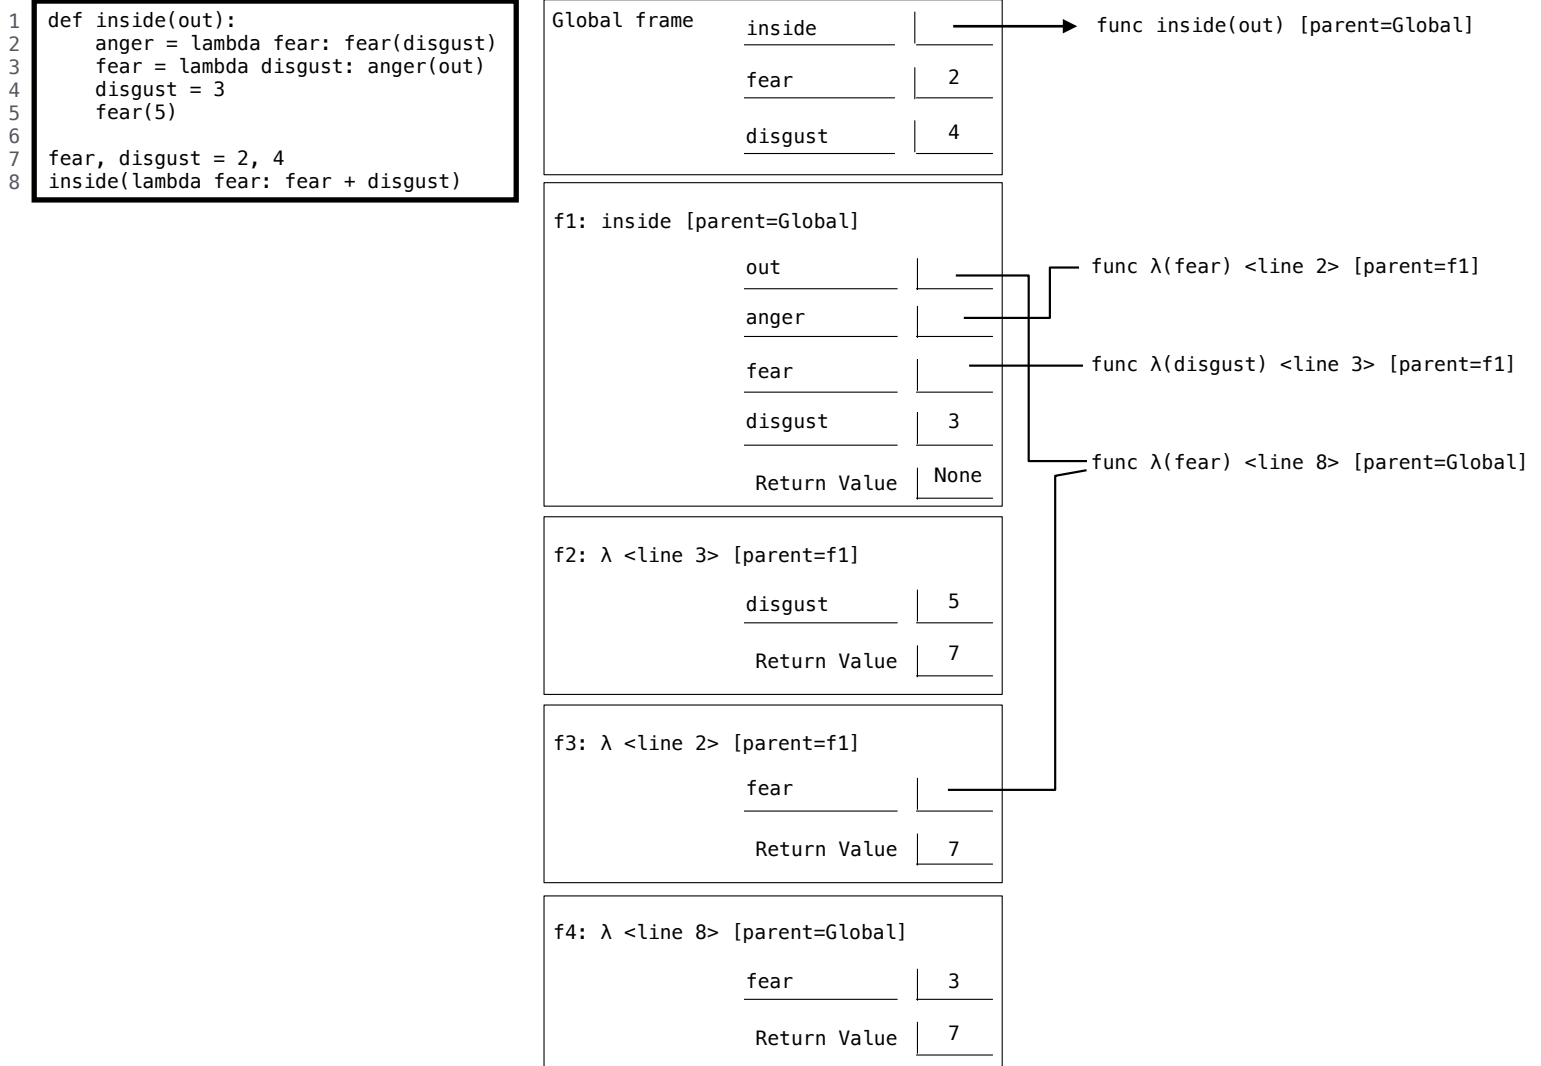 1 def inside(out):
2     anger = lambda fear: fear(disgust)
3     fear = lambda disgust: anger(out)
4     disgust = 3
5     fear(5)
6
7 fear, disgust = 2, 4
8 inside(lambda fear: fear + disgust)
Global frame
inside
func inside(out) [parent=Global]
fear 2
disgust 4
f1: inside [parent=Global]
out
func λ(fear) <line 2> [parent=f1]
anger
fear
func λ(disgust) <line 3> [parent=f1]
disgust 3
func λ(fear) <line 8> [parent=Global]
Return Value None
f2: λ <line 3> [parent=f1]
disgust 5
Return Value 7
f3: λ <line 2> [parent=f1]
fear
Return Value 7
f4: λ <line 8> [parent=Global]
fear 3
Return Value 7